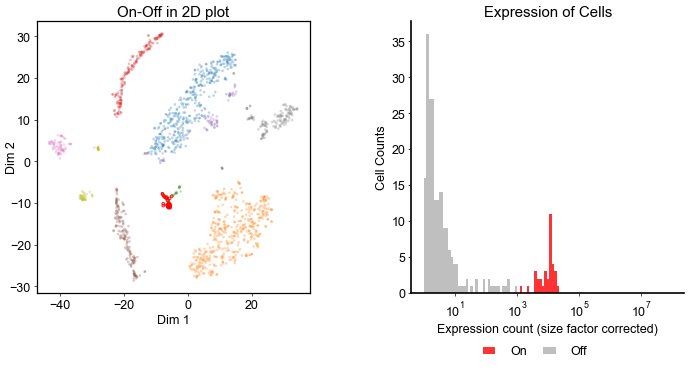 On-Off in 2D plot
30
20
10
0
−10
−20
−30
Dim 2
−40
−20
0
20
Dim 1
Expression of Cells
35
30
25
20
15
10
5
0
Cell Counts
10^1
10^3
10^5
10^7
Expression count (size factor corrected)
On
Off